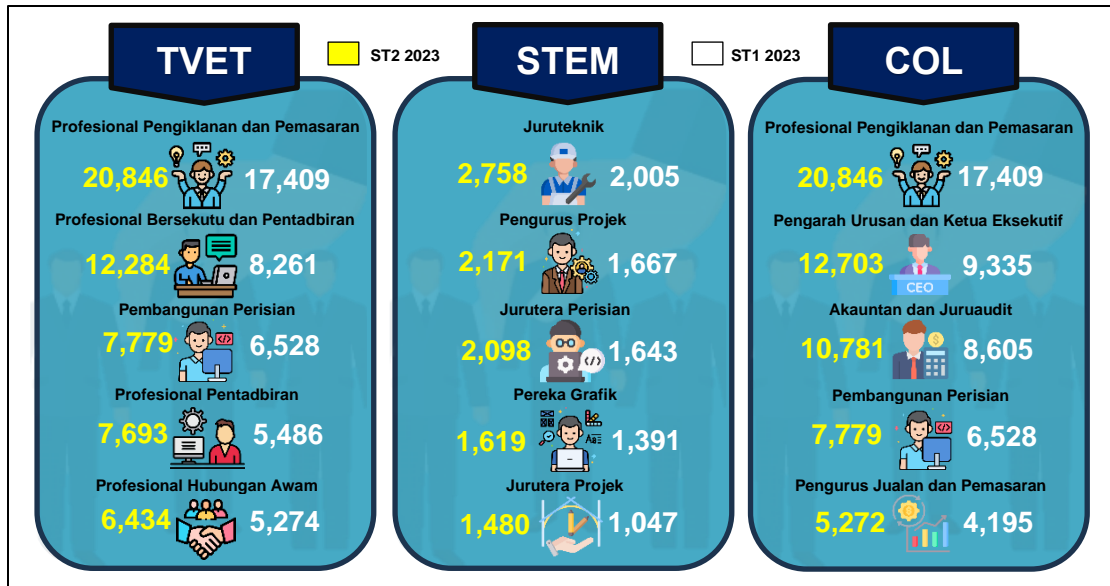 TVET
ST2 2023
STEM
ST1 2023
COL
Profesional Pengiklanan dan Pemasaran
20,846 17,409
Profesional Bersekutu dan Pentadbiran
12,284 8,261
Pembangunan Perisian
7,779 6,528
Profesional Pentadbiran
7,693 5,486
Profesional Hubungan Awam
6,434 5,274
Juruteknik
2,758 2,005
Pengurus Projek
2,171 1,667
Jurutera Perisian
2,098 1,643
Pereka Grafik
1,619 1,391
Jurutera Projek
1,480 1,047
Profesional Pengiklanan dan Pemasaran
20,846 17,409
Pengarah Urusan dan Ketua Eksekutif
12,703 CEO 9,335
Akauntan dan Juruaudit
10,781 8,605
Pembangunan Perisian
7,779 6,528
Pengurus Jualan dan Pemasaran
5,272 4,195